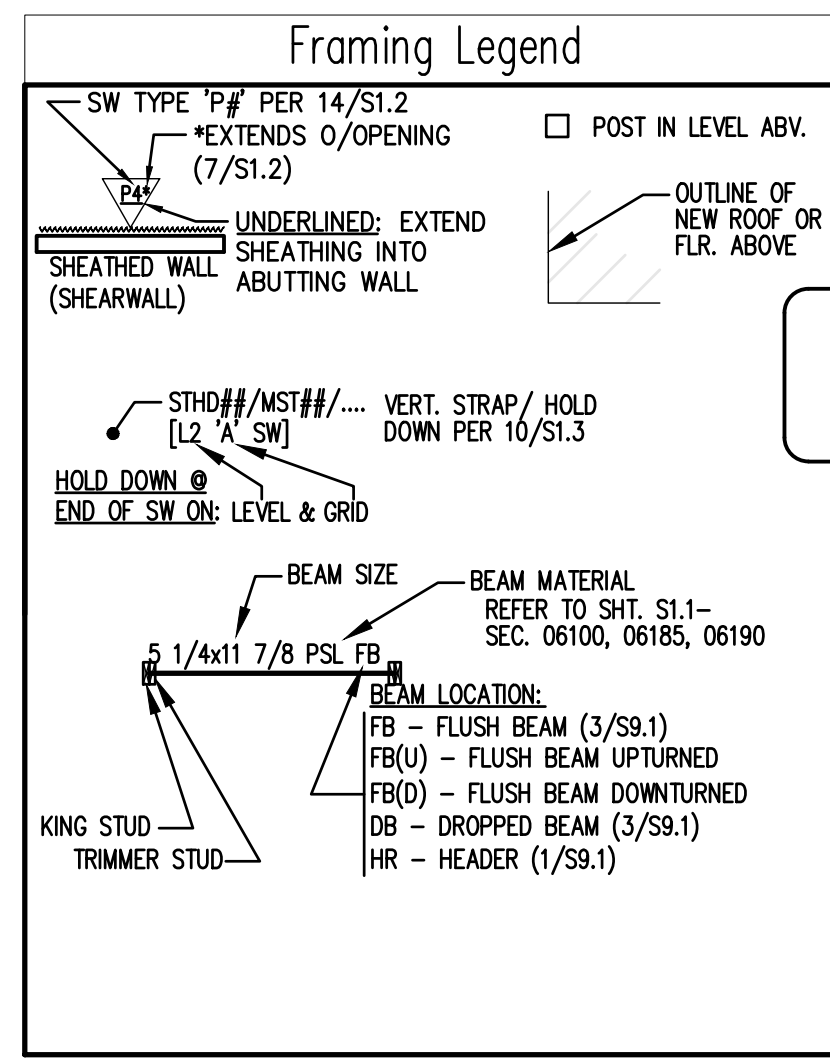 Framing Legend
SW TYPE 'P#' PER 14/S1.2
*EXTENDS O/OPENING
(7/S1.2)
P4*
UNDERLINED: EXTEND
SHEATHING INTO
ABUTTING WALL
SHEATHED WALL
(SHEARWALL)
POST IN LEVEL ABV.
OUTLINE OF
NEW ROOF OR
FLR. ABOVE
STHD##/MST##/....
[L2 'A' SW]
VERT. STRAP/ HOLD
DOWN PER 10/S1.3
HOLD DOWN @
END OF SW ON: LEVEL & GRID
BEAM SIZE
BEAM MATERIAL
REFER TO SHT. S1.1-
SEC. 06100, 06185, 06190
5 1/4x11 7/8 PSL FB
BEAM LOCATION:
FB - FLUSH BEAM (3/S9.1)
FB(U) - FLUSH BEAM UPTURNED
FB(D) - FLUSH BEAM DOWNTURNED
DB - DROPPED BEAM (3/S9.1)
HR - HEADER (1/S9.1)
KING STUD
TRIMMER STUD